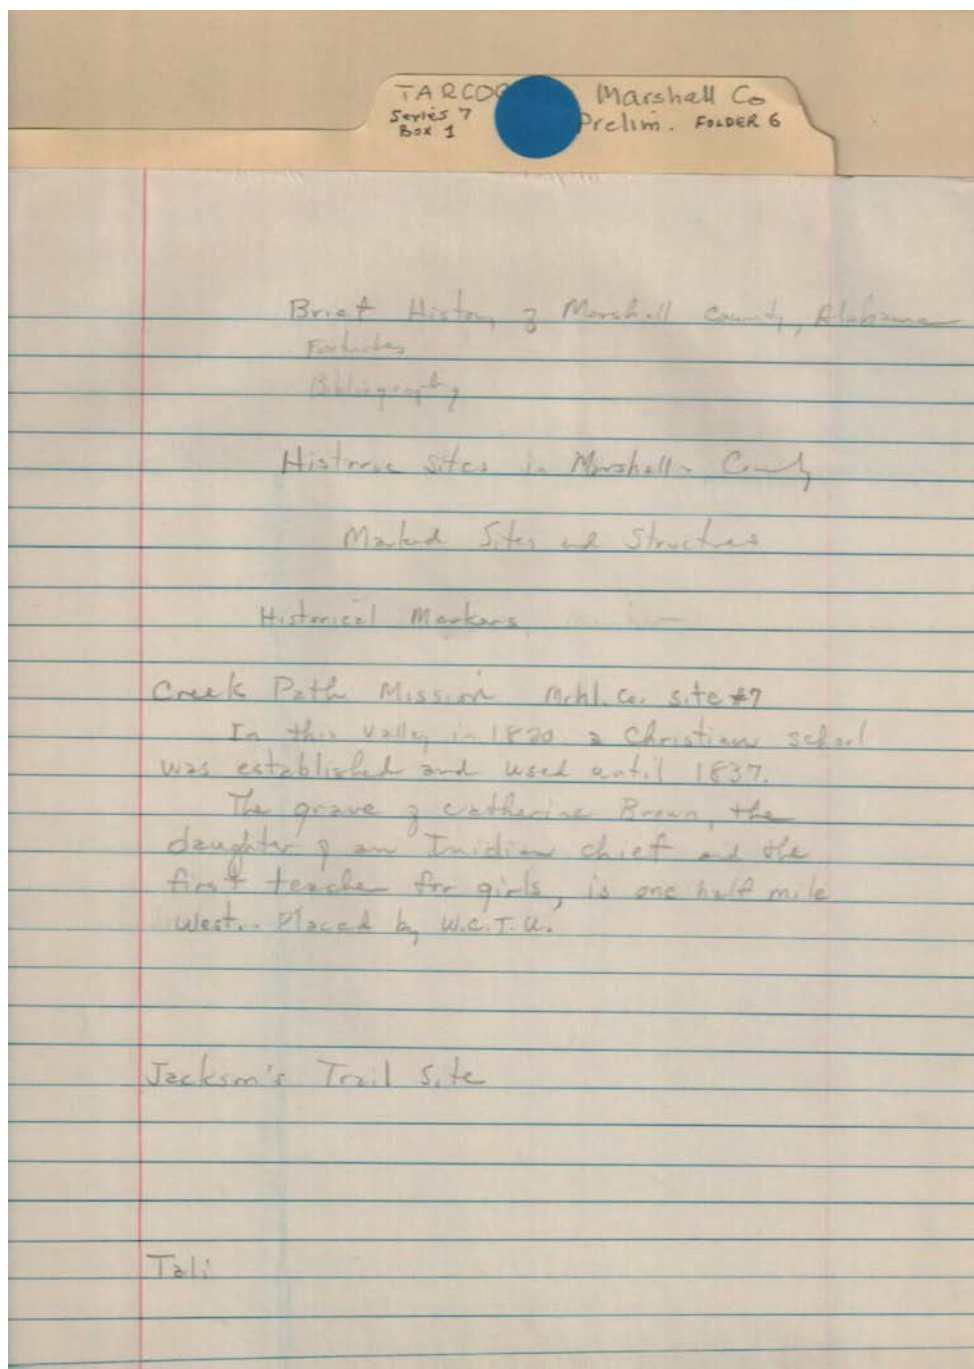 TARCOG Marshall Co
Series 7 Prelim. FOLDER 6
Box 1
Brief History of Marshall County, Alabama
Footnotes
Bibliography
Historic Sites in Marshall County
Marked Sites and Structures
Historical Markers
Creek Path Mission Mrhl. Co. site #7
In this valley in 1820 a Christian school
was established and used until 1837.
The grave of Catherine Brown, the
daughter of an Inidian chief and the
first teacher for girls, is one half mile
west.. Placed by W.C.T.U.
Jackson's Trail Site
Tali